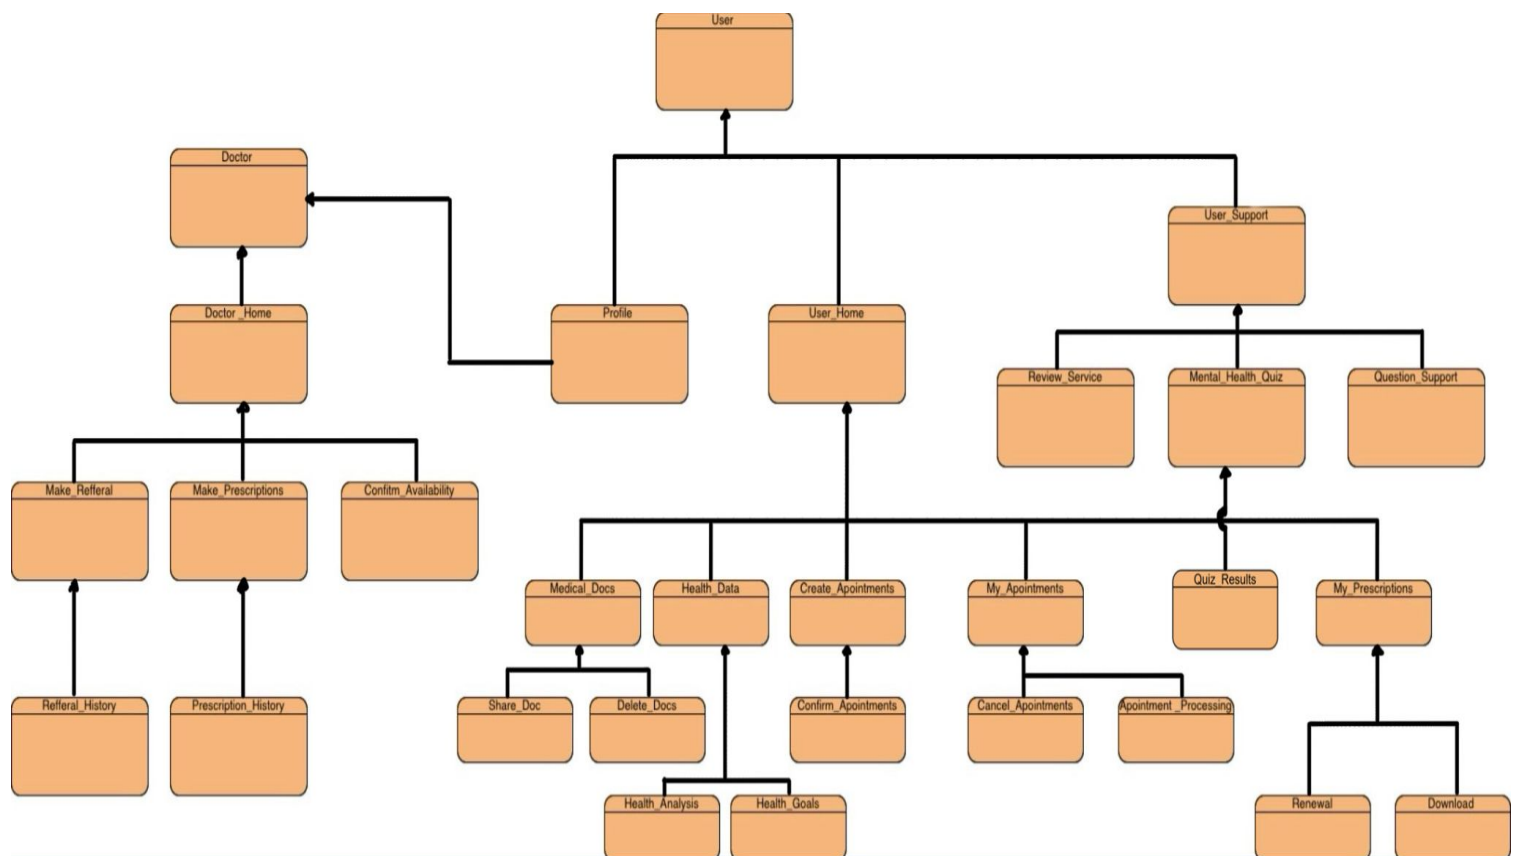 User
Doctor
User_Support
Doctor _Home
Profile
User_Home
Review_Service
Mental_Health_Quiz
Question_Support
Make_Refferal
Make_Prescriptions
Confitm_Availability
Medical_Docs
Health_Data
Create_Apointments
My_Apointments
Quiz_Results
My_Prescriptions
Refferal_History
Prescription_History
Share_Doc
Delete_Docs
Confirm_Apointments
Cancel_Apointments
Apointment _Processing
Health_Analysis
Health_Goals
Renewal
Download